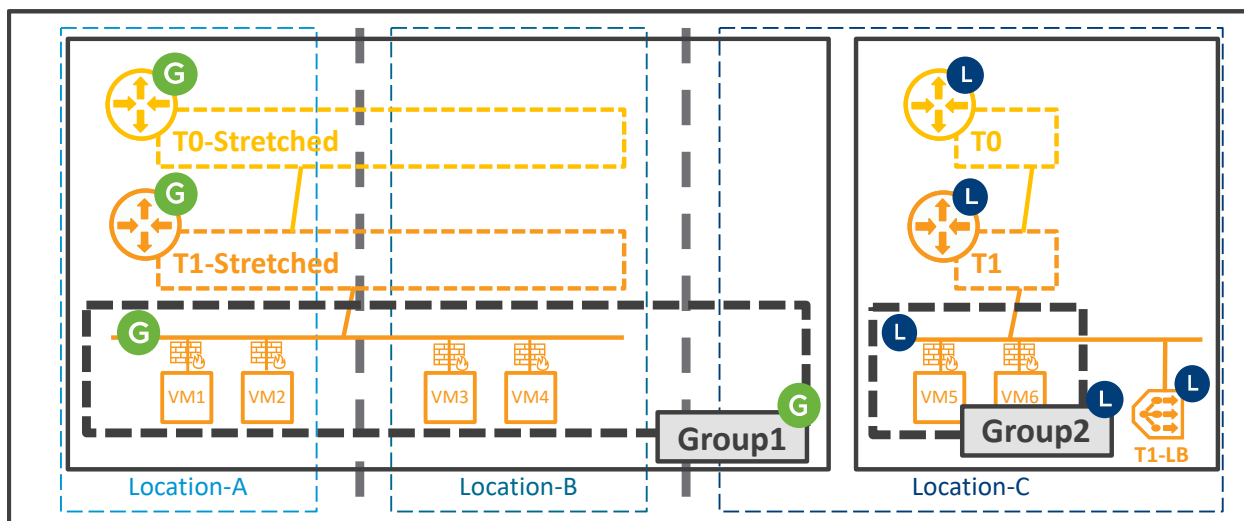 G
L
T0-Stretched
T0
G
L
T1-Stretched
T1
G
L
VM1
VM2
VM3
VM4
VM5
VM6
G
L
L
Group1
Group2
T1-LB
Location-A
Location-B
Location-C